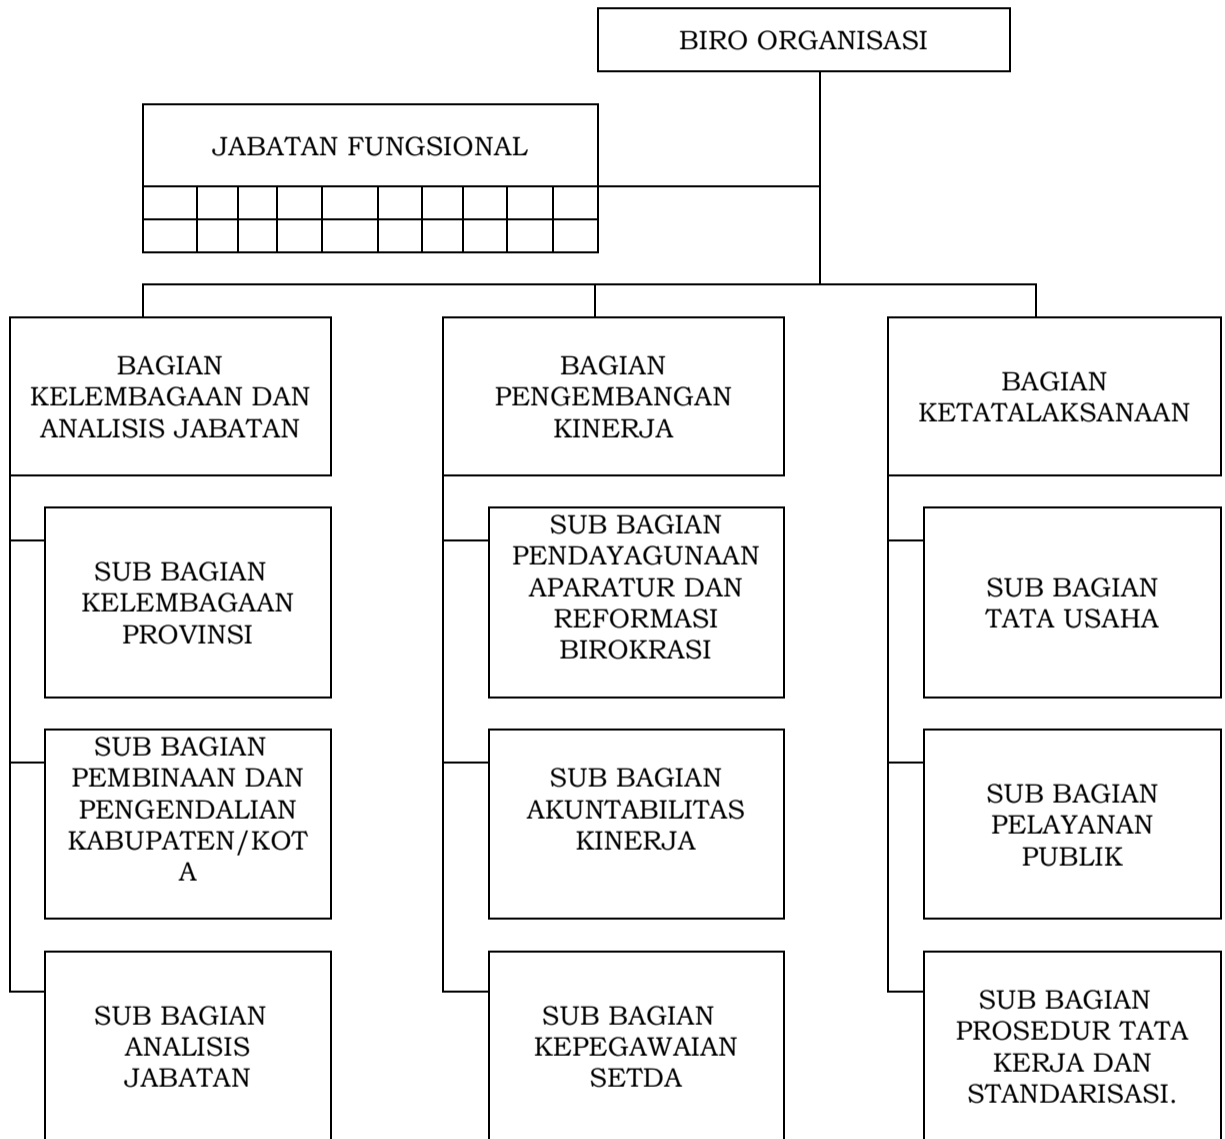 BIRO ORGANISASI
JABATAN FUNGSIONAL
BAGIAN
KELEMBAGAAN DAN
ANALISIS JABATAN
SUB BAGIAN
KELEMBAGAAN
PROVINSI
SUB BAGIAN
PEMBINAAN DAN
PENGENDALIAN
KABUPATEN/KOT
A
SUB BAGIAN
ANALISIS
JABATAN
BAGIAN
PENGEMBANGAN
KINERJA
SUB BAGIAN
PENDAYAGUNAAN
APARATUR DAN
REFORMASI
BIROKRASI
SUB BAGIAN
AKUNTABILITAS
KINERJA
SUB BAGIAN
KEPEGAWAIAN
SETDA
BAGIAN
KETATALAKSANAAN
SUB BAGIAN
TATA USAHA
SUB BAGIAN
PELAYANAN
PUBLIK
SUB BAGIAN
PROSEDUR TATA
KERJA DAN
STANDARISASI.